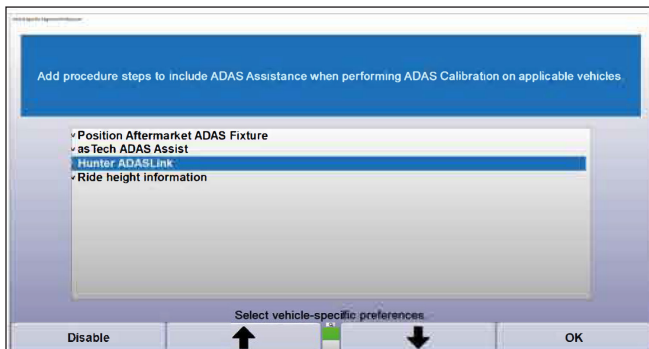 Add procedure steps to include ADAS Assistance when performing ADAS Calibration on applicable vehicles
Position Aftermarket ADAS Fixture
asTech ADAS Assist
Hunter ADASLink
Ride height information
Select vehicle-specific preferences
Disable
OK